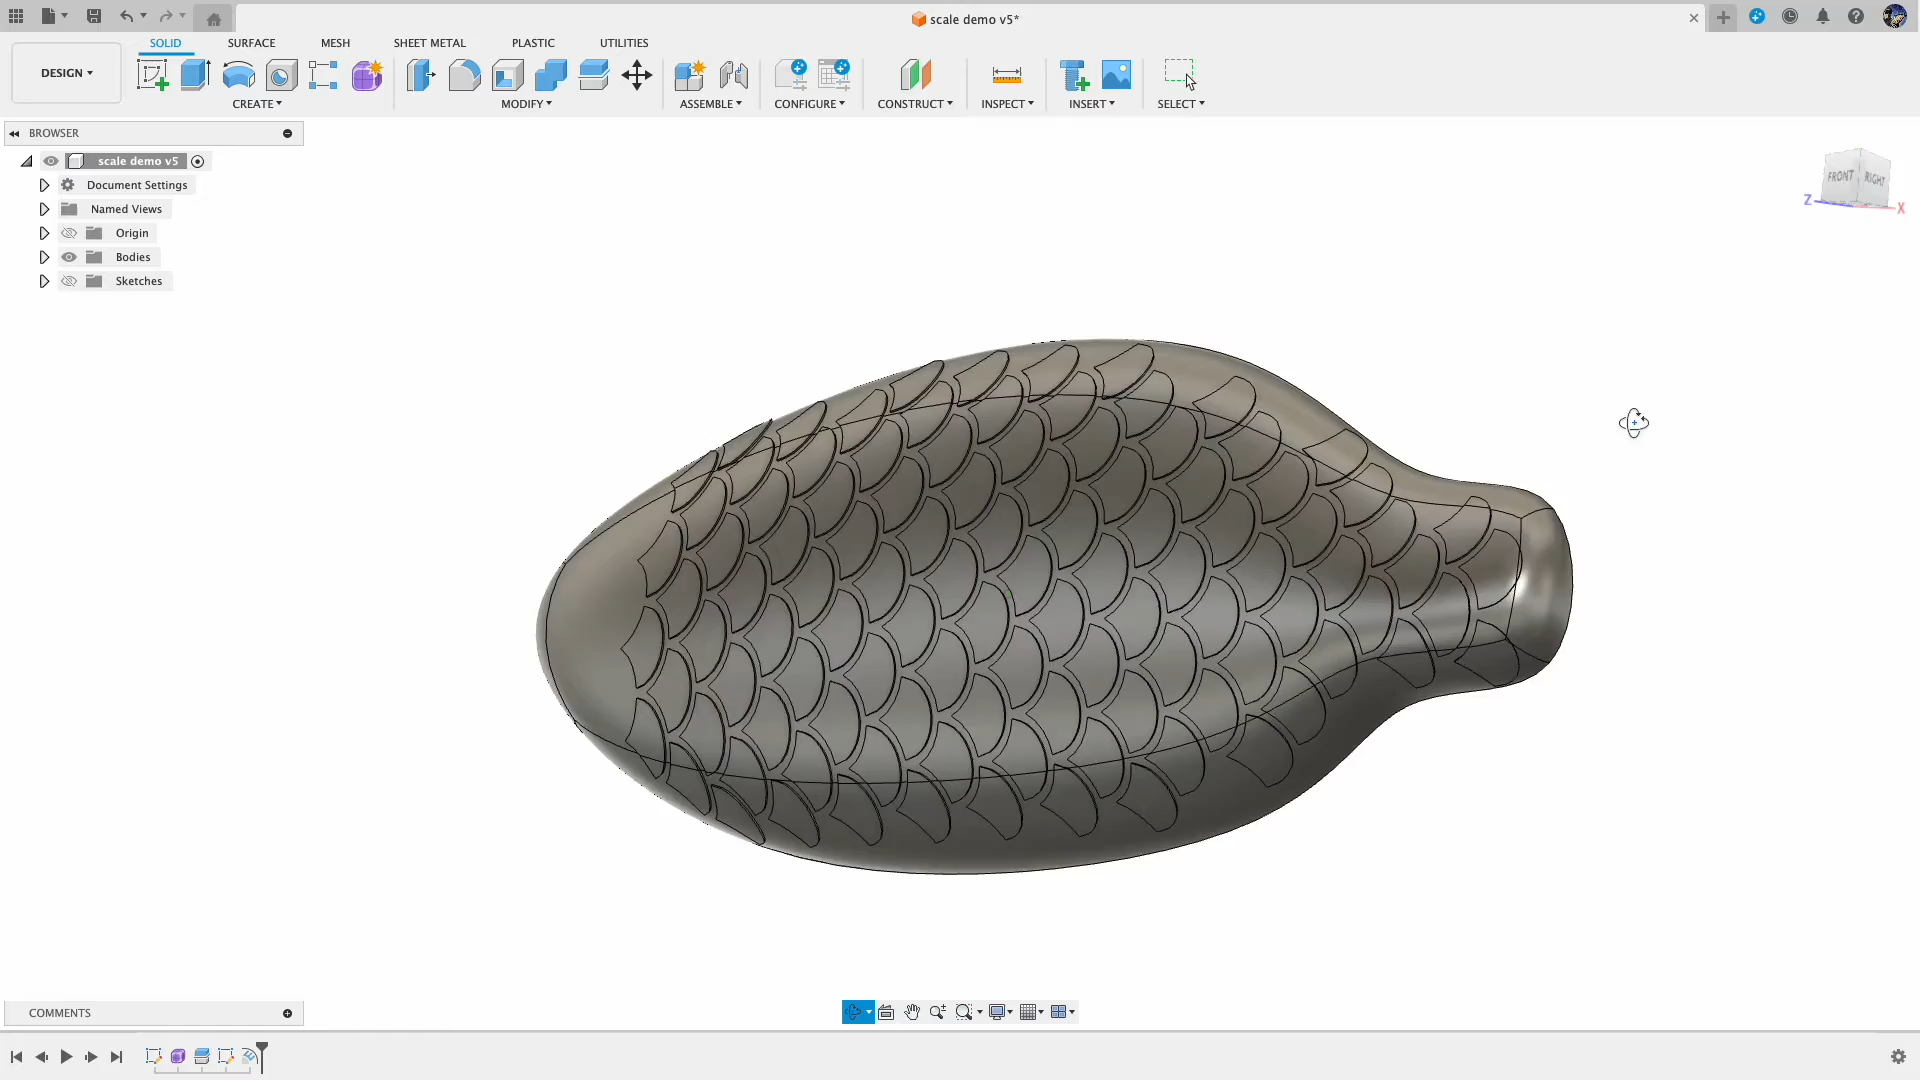 scale demo v5*
SOLID
SURFACE
MESH
SHEET METAL
PLASTIC
UTILITIES
DESIGN
CREATE
MODIFY
ASSEMBLE
CONFIGURE
CONSTRUCT
INSPECT
INSERT
SELECT
BROWSER
scale demo v5
Document Settings
Named Views
Origin
Bodies
Sketches
FRONT
RIGHT
Z
X
COMMENTS